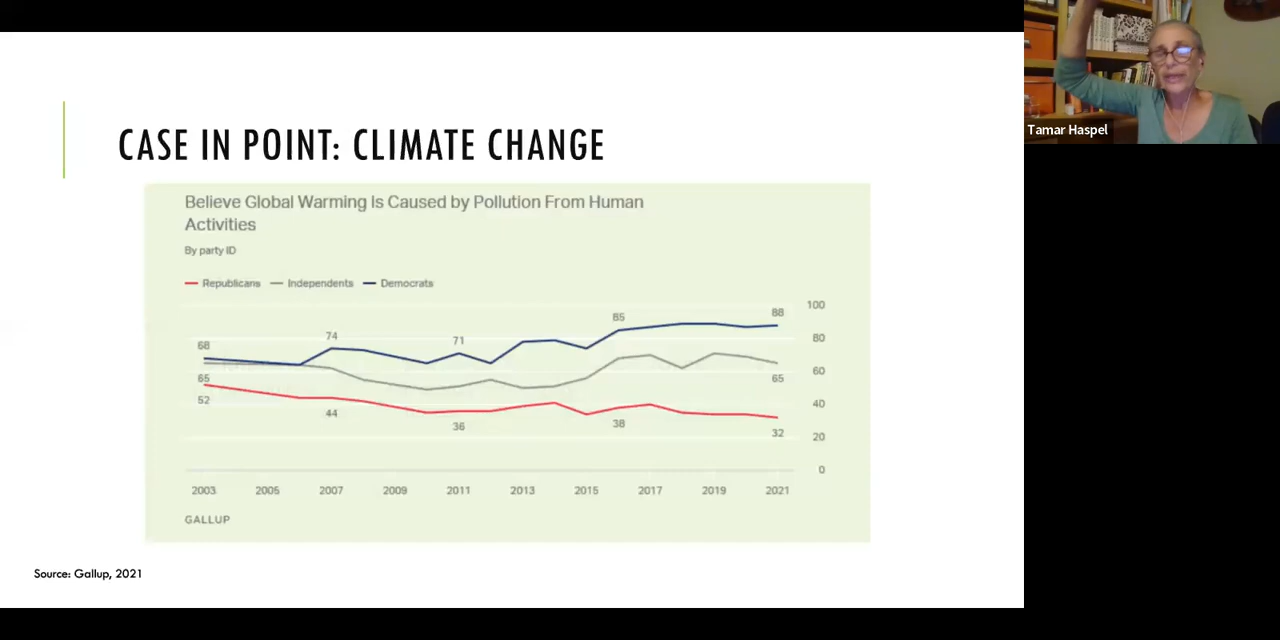 CASE IN POINT: CLIMATE CHANGE
Believe Global Warming Is Caused by Pollution From Human
Activities
By party ID
Republicans Independents Democrats
100
80
60
40
20
0
68
65
52
74
44
71
36
85
38
88
65
32
2003 2005 2007 2009 2011 2013 2015 2017 2019 2021
GALLUP
Source: Gallup, 2021
Tamar Haspel